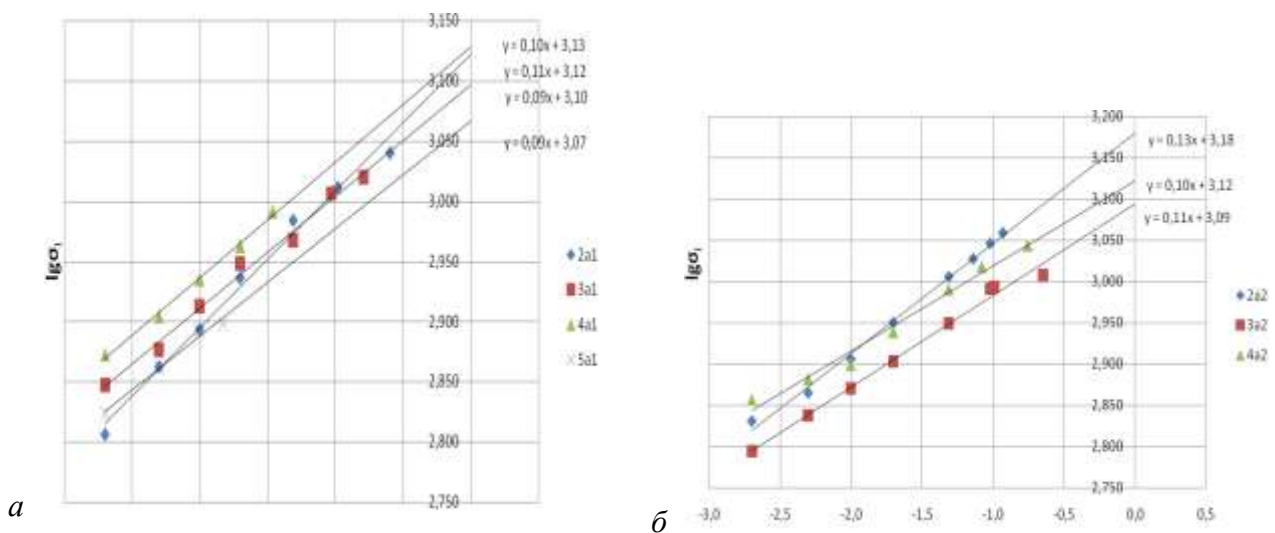 3,150
3,100
3,050
3,000
2,950
2,900
2,850
2,800
2,750
lgσᵢ
y = 0,10x + 3,13
y = 0,11x + 3,12
y = 0,09x + 3,10
y = 0,09x + 3,07
2a1
3a1
4a1
5a1
а
3,200
3,150
3,100
3,050
3,000
2,950
2,900
2,850
2,800
2,750
lgσᵢ
y = 0,13x + 3,18
y = 0,10x + 3,12
y = 0,11x + 3,09
2a2
3a2
4a2
-3,0 -2,5 -2,0 -1,5 -1,0 -0,5 0,0 0,5
б